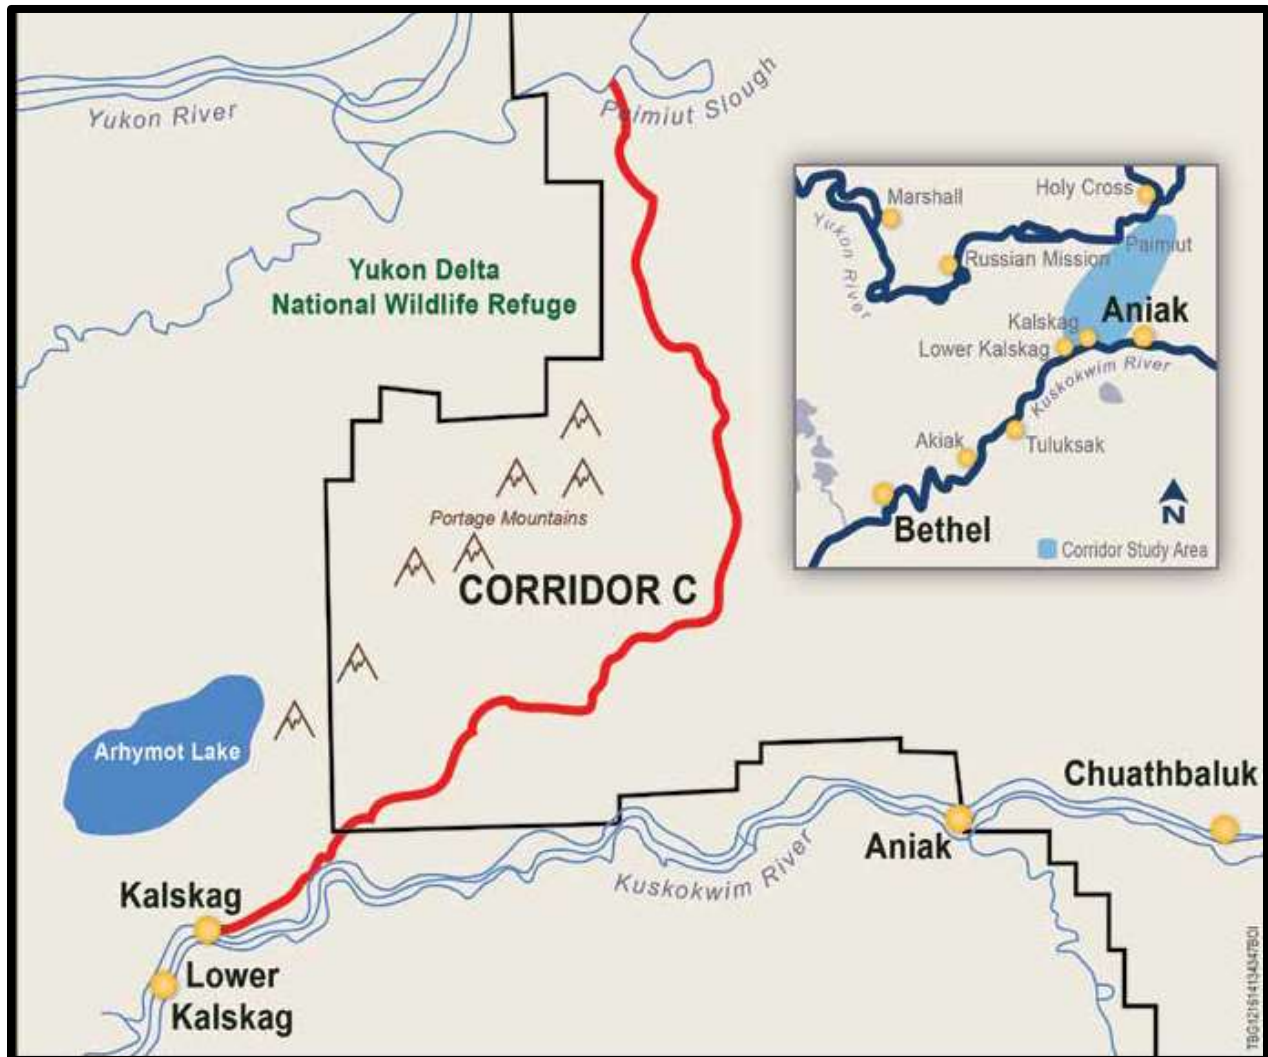 Yukon River
Paimiut Slough
Yukon Delta
National Wildlife Refuge
Portage Mountains
CORRIDOR C
Arhymot Lake
Kalskag
Lower
Kalskag
Kuskokwim River
Aniak
Chuathbaluk
Marshall
Holy Cross
Yukon River
Paimiut
Russian Mission
Aniak
Kalskag
Lower Kalskag
Kuskokwim River
Akiak
Tuluksak
Bethel
N
Corridor Study Area
TBG121614134347BOI